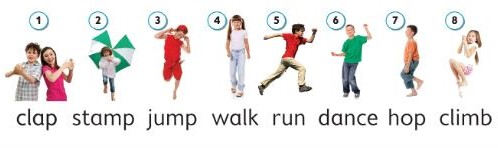 1 2 3 4 5 6 7 8
clap stamp jump walk run dance hop climb